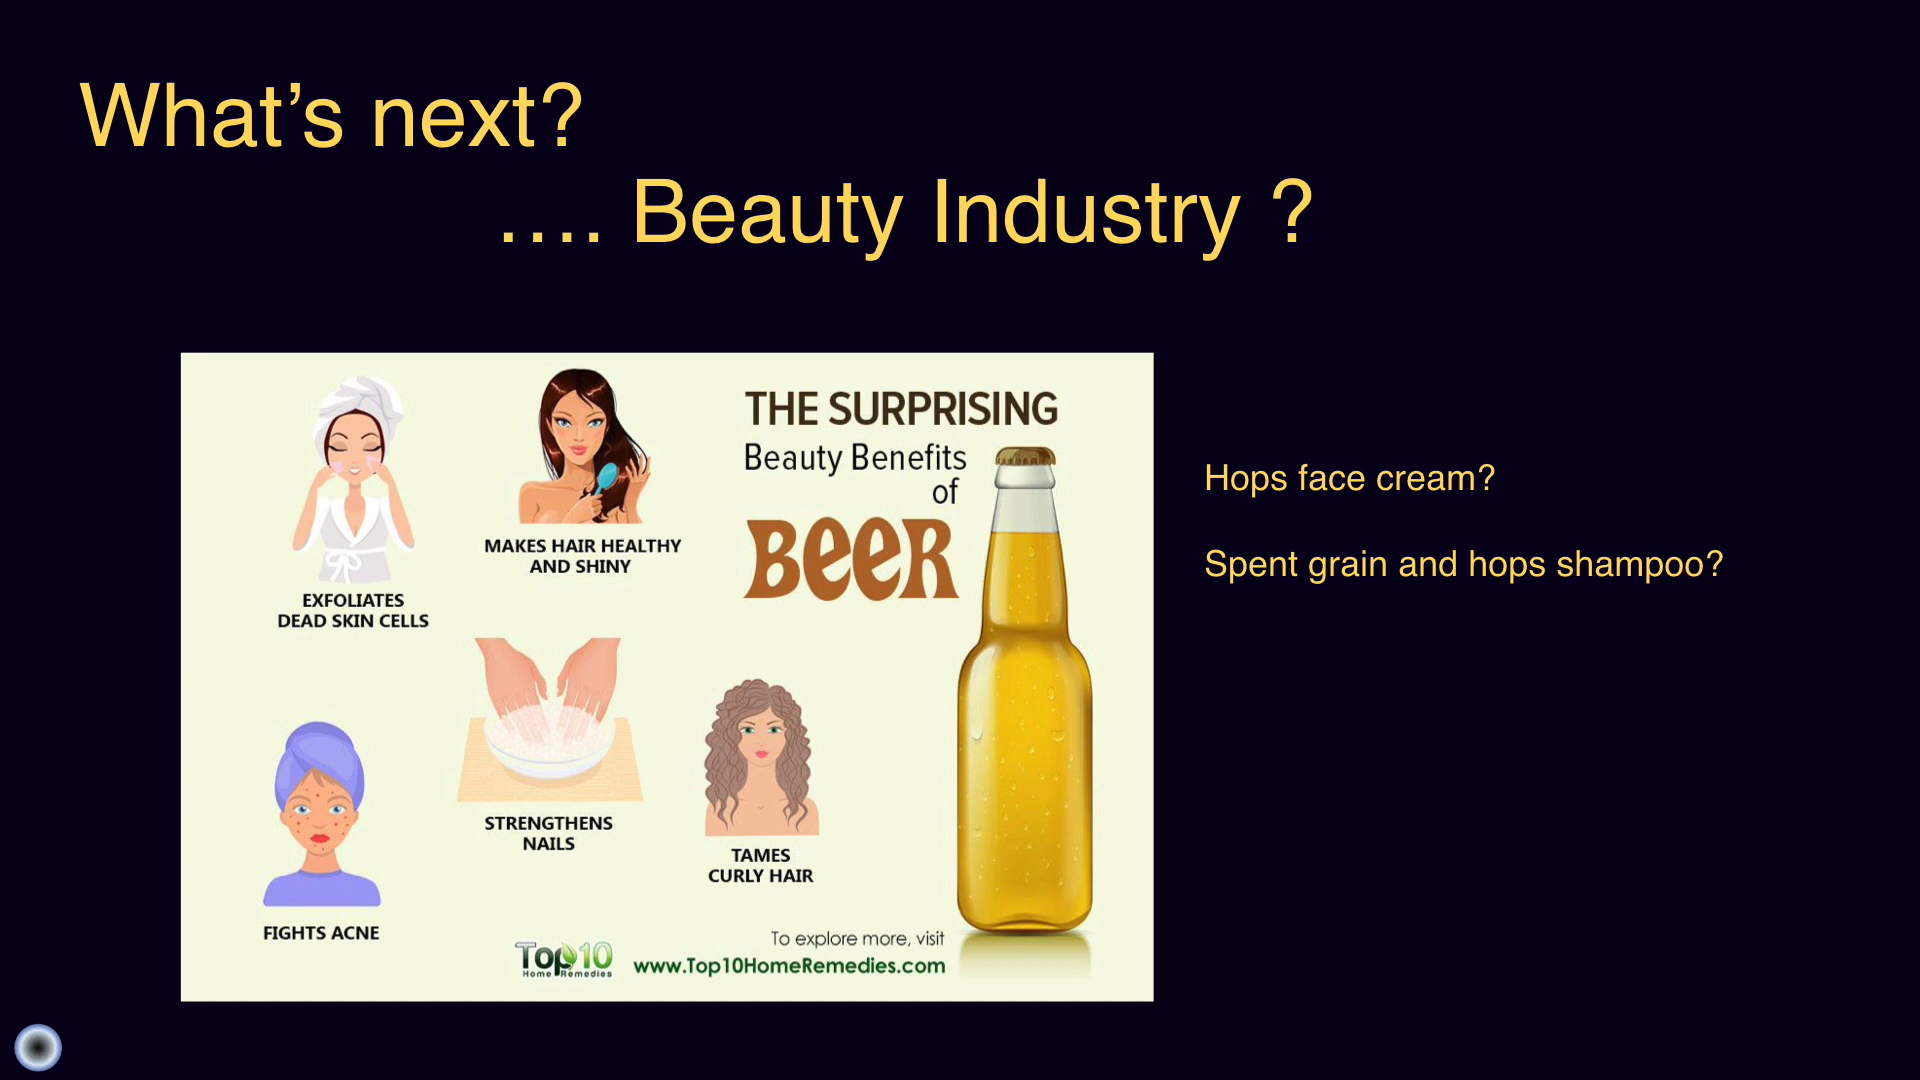 What’s next?
…. Beauty Industry ?
THE SURPRISING
Beauty Benefits
of
BEER
EXFOLIATES
DEAD SKIN CELLS
MAKES HAIR HEALTHY
AND SHINY
FIGHTS ACNE
STRENGTHENS
NAILS
TAMES
CURLY HAIR
To explore more, visit
Top10
Home Remedies
www.Top10HomeRemedies.com
Hops face cream?
Spent grain and hops shampoo?